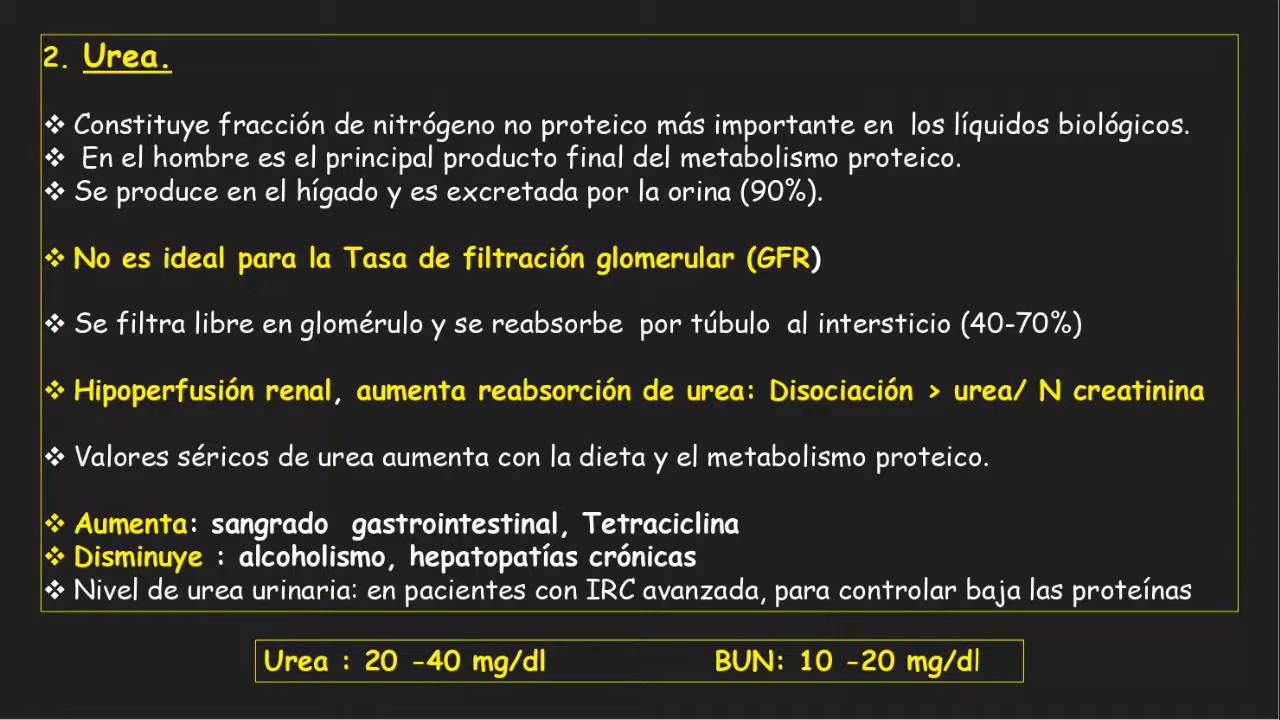 2. Urea.
❖ Constituye fracción de nitrógeno no proteico más importante en los líquidos biológicos.
❖ En el hombre es el principal producto final del metabolismo proteico.
❖ Se produce en el hígado y es excretada por la orina (90%).
❖ No es ideal para la Tasa de filtración glomerular (GFR)
❖ Se filtra libre en glomérulo y se reabsorbe por túbulo al intersticio (40-70%)
❖ Hipoperfusión renal, aumenta reabsorción de urea: Disociación > urea/ N creatinina
❖ Valores séricos de urea aumenta con la dieta y el metabolismo proteico.
❖ Aumenta: sangrado gastrointestinal, Tetraciclina
❖ Disminuye : alcoholismo, hepatopatías crónicas
❖ Nivel de urea urinaria: en pacientes con IRC avanzada, para controlar baja las proteínas
Urea : 20 -40 mg/dl BUN: 10 -20 mg/dl